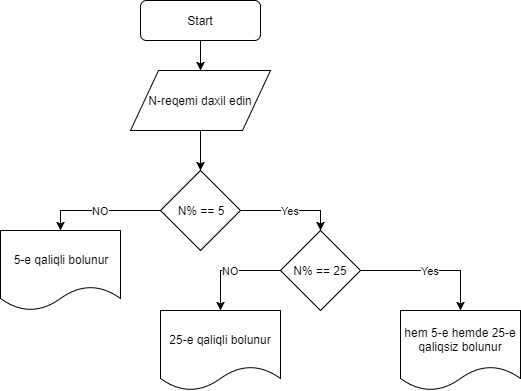 Start
N-reqemi daxil edin
N% == 5
NO
Yes
5-e qaliqli bolunur
N% == 25
NO
Yes
25-e qaliqli bolunur
hem 5-e hemde 25-e
qaliqsiz bolunur